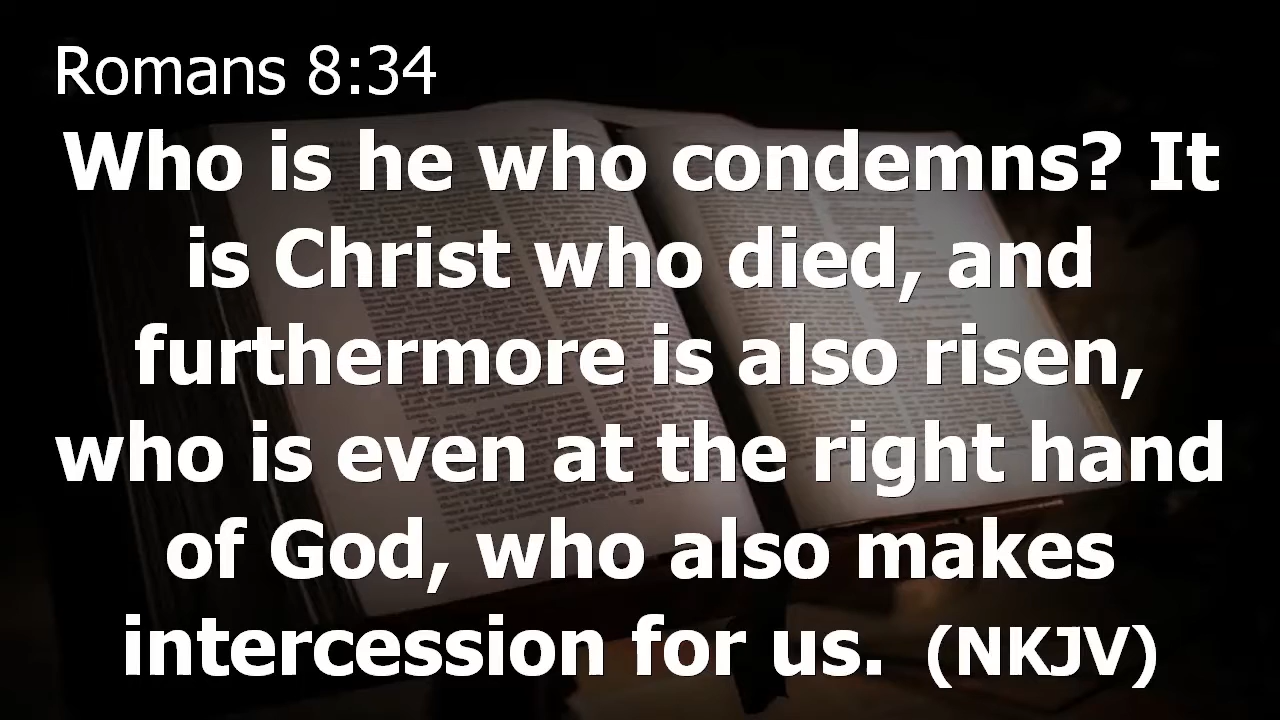 Romans 8:34
Who is he who condemns? It
is Christ who died, and
furthermore is also risen,
who is even at the right hand
of God, who also makes
intercession for us. (NKJV)